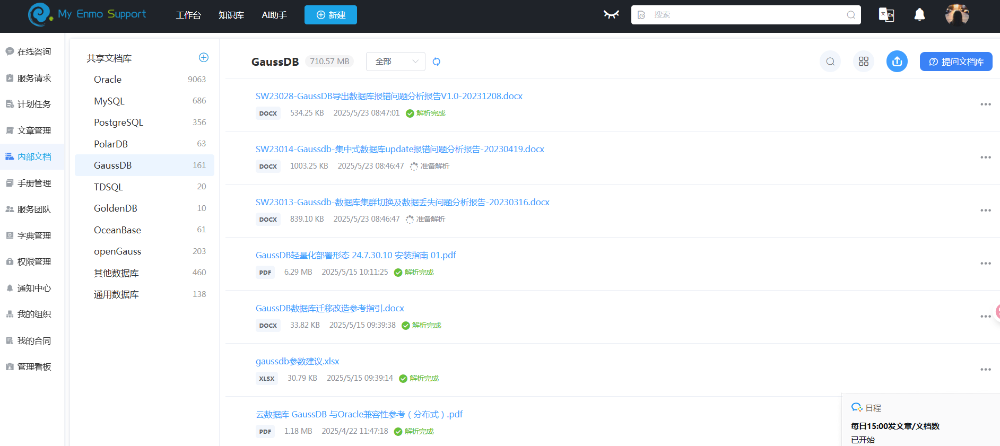 My Enmo Support
工作台
知识库
AI助手
新建
搜索
文
En
在线咨询
服务请求
计划任务
文章管理
内部文档
手册管理
服务团队
字典管理
权限管理
通知中心
我的组织
我的合同
管理看板
共享文档库
Oracle 9063
MySQL 686
PostgreSQL 356
PolarDB 63
GaussDB 161
TDSQL 20
GoldenDB 10
OceanBase 61
openGauss 203
其他数据库 460
通用数据库 138
GaussDB 710.57 MB 全部
提问文档库
SW23028-GaussDB导出数据库报错问题分析报告V1.0-20231208.docx
DOCX 534.25 KB 2025/5/23 08:47:01 解析完成
SW23014-Gaussdb-集中式数据库update报错问题分析报告-20230419.docx
DOCX 1003.25 KB 2025/5/23 08:46:47 准备解析
SW23013-Gaussdb-数据库集群切换及数据丢失问题分析报告-20230316.docx
DOCX 839.10 KB 2025/5/23 08:46:47 准备解析
GaussDB轻量化部署形态 24.7.30.10 安装指南 01.pdf
PDF 6.29 MB 2025/5/15 10:11:25 解析完成
GaussDB数据库迁移改造参考指引.docx
DOCX 33.82 KB 2025/5/15 09:39:38 解析完成
gaussdb参数建议.xlsx
XLSX 30.79 KB 2025/5/15 09:39:14 解析完成
云数据库 GaussDB 与Oracle兼容性参考（分布式）.pdf
PDF 1.18 MB 2025/4/22 11:47:18 解析完成
日程
每日15:00发文章/文档数
已开始